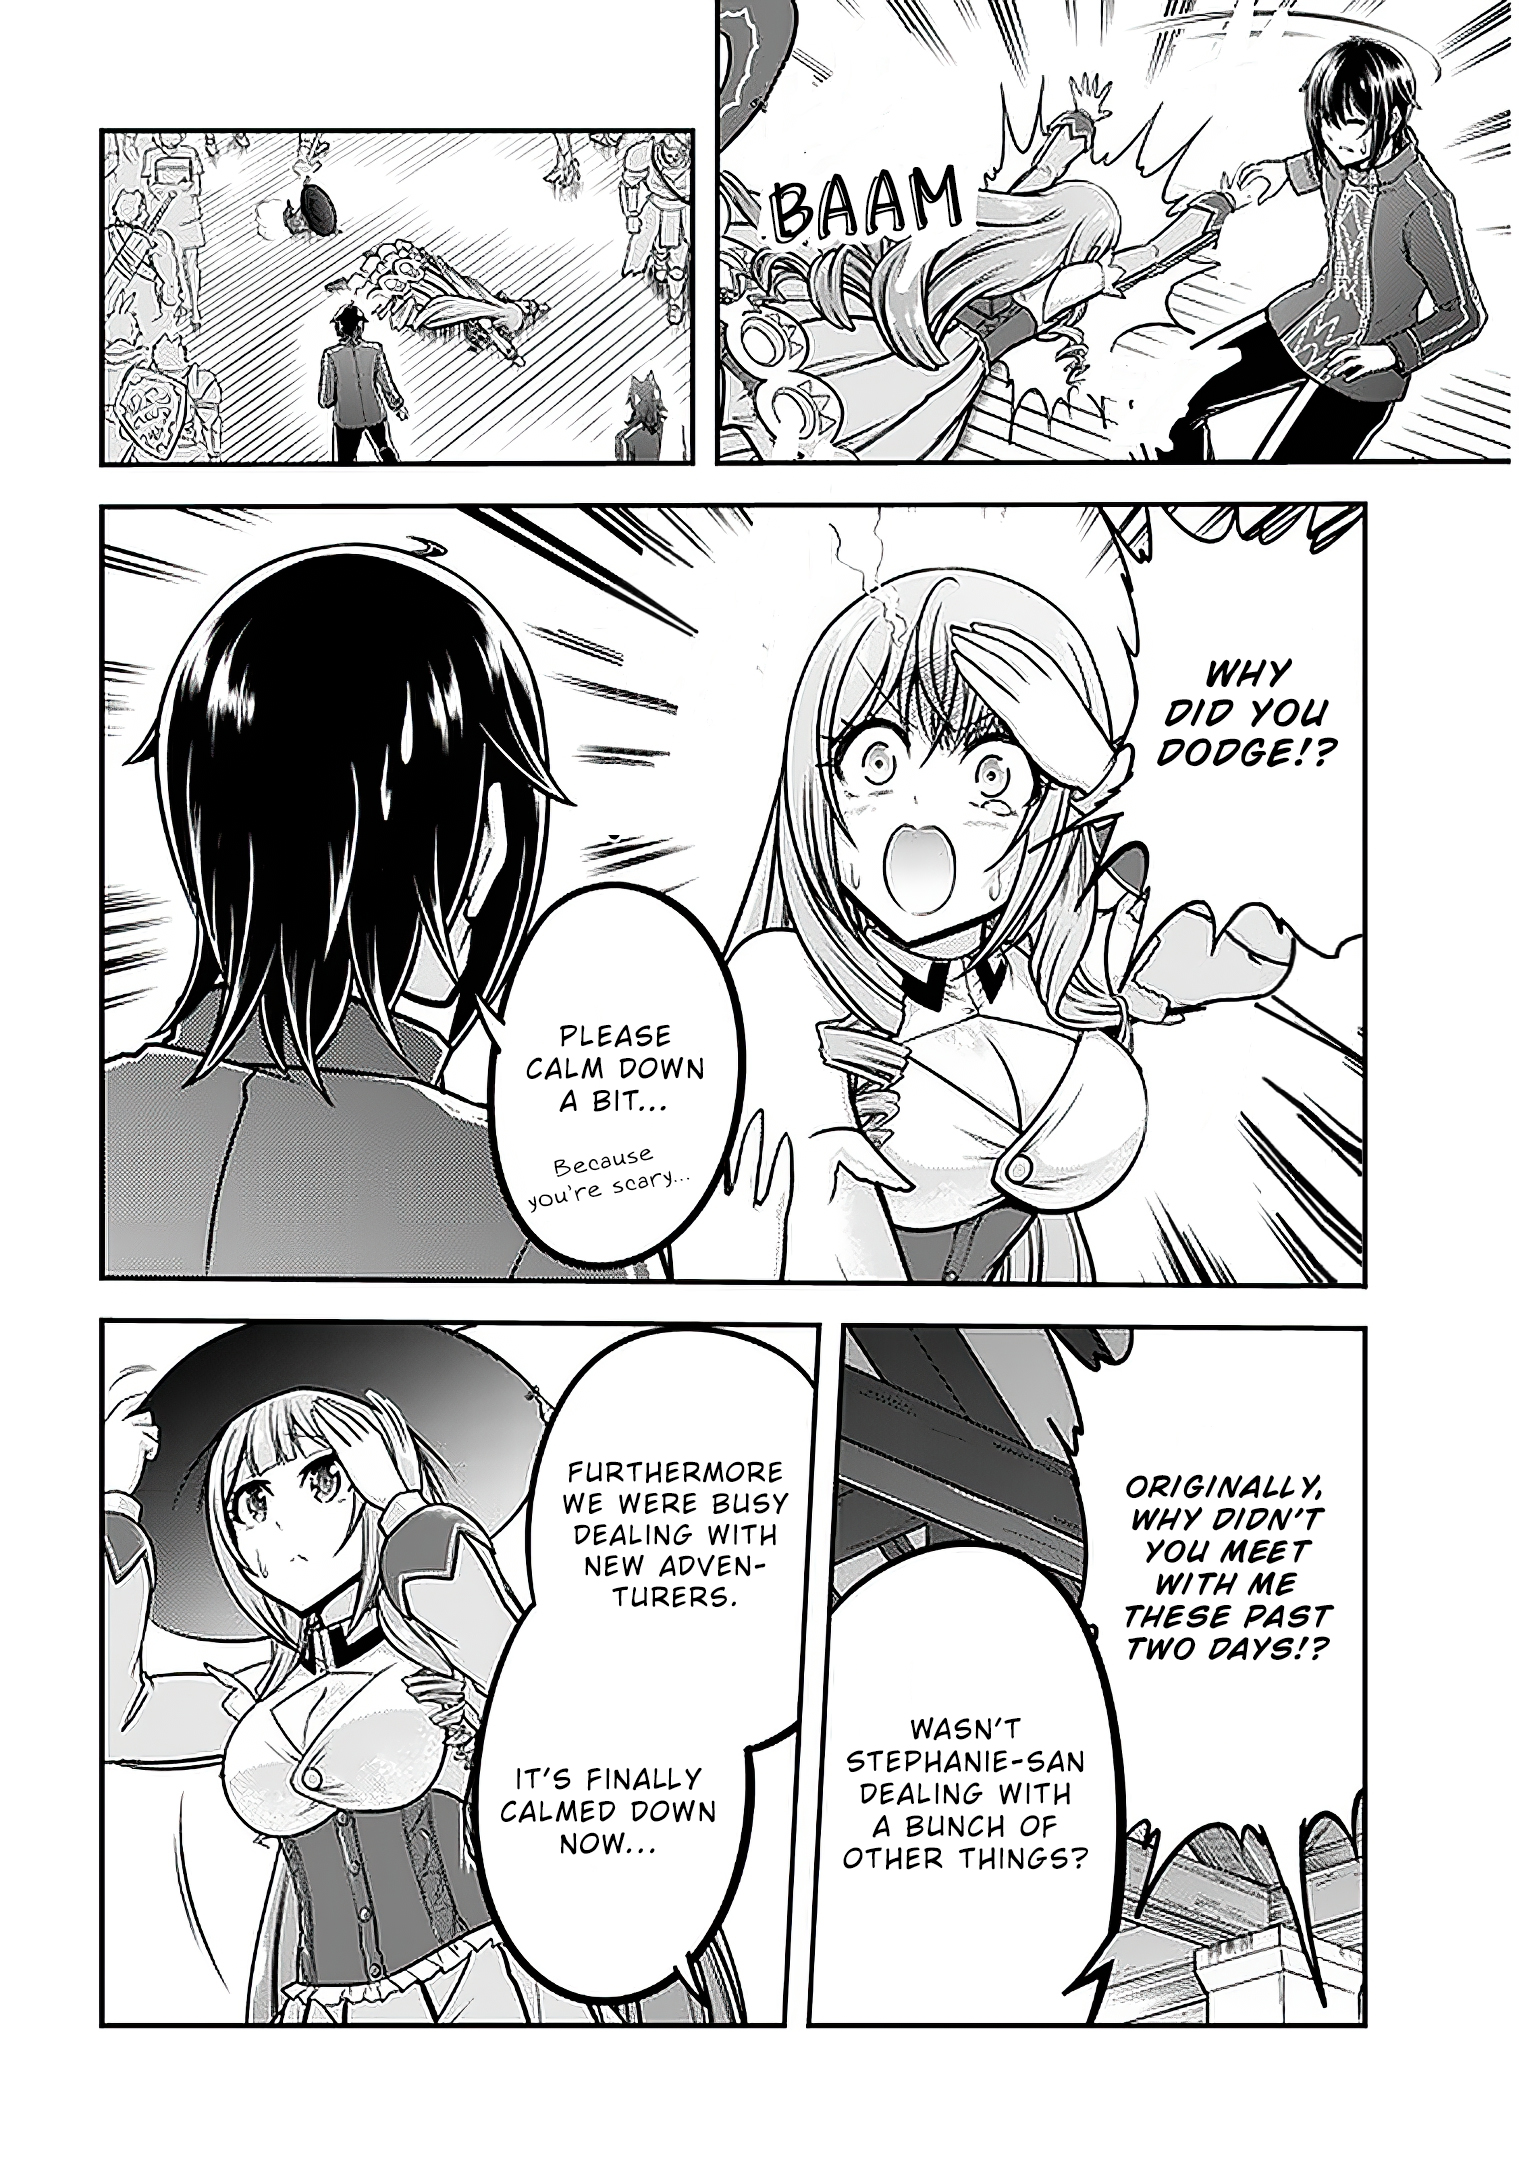 BAAM
WHY
DID YOU
DODGE!?
PLEASE
CALM DOWN
A BIT...
Because
you're scary...
ORIGINALLY,
WHY DIDN'T
YOU MEET
WITH ME
THESE PAST
TWO DAYS!?
WASN'T
STEPHANIE-SAN
DEALING WITH
A BUNCH OF
OTHER THINGS?
FURTHERMORE
WE WERE BUSY
DEALING WITH
NEW ADVEN-
TURERS.
IT'S FINALLY
CALMED DOWN
NOW...